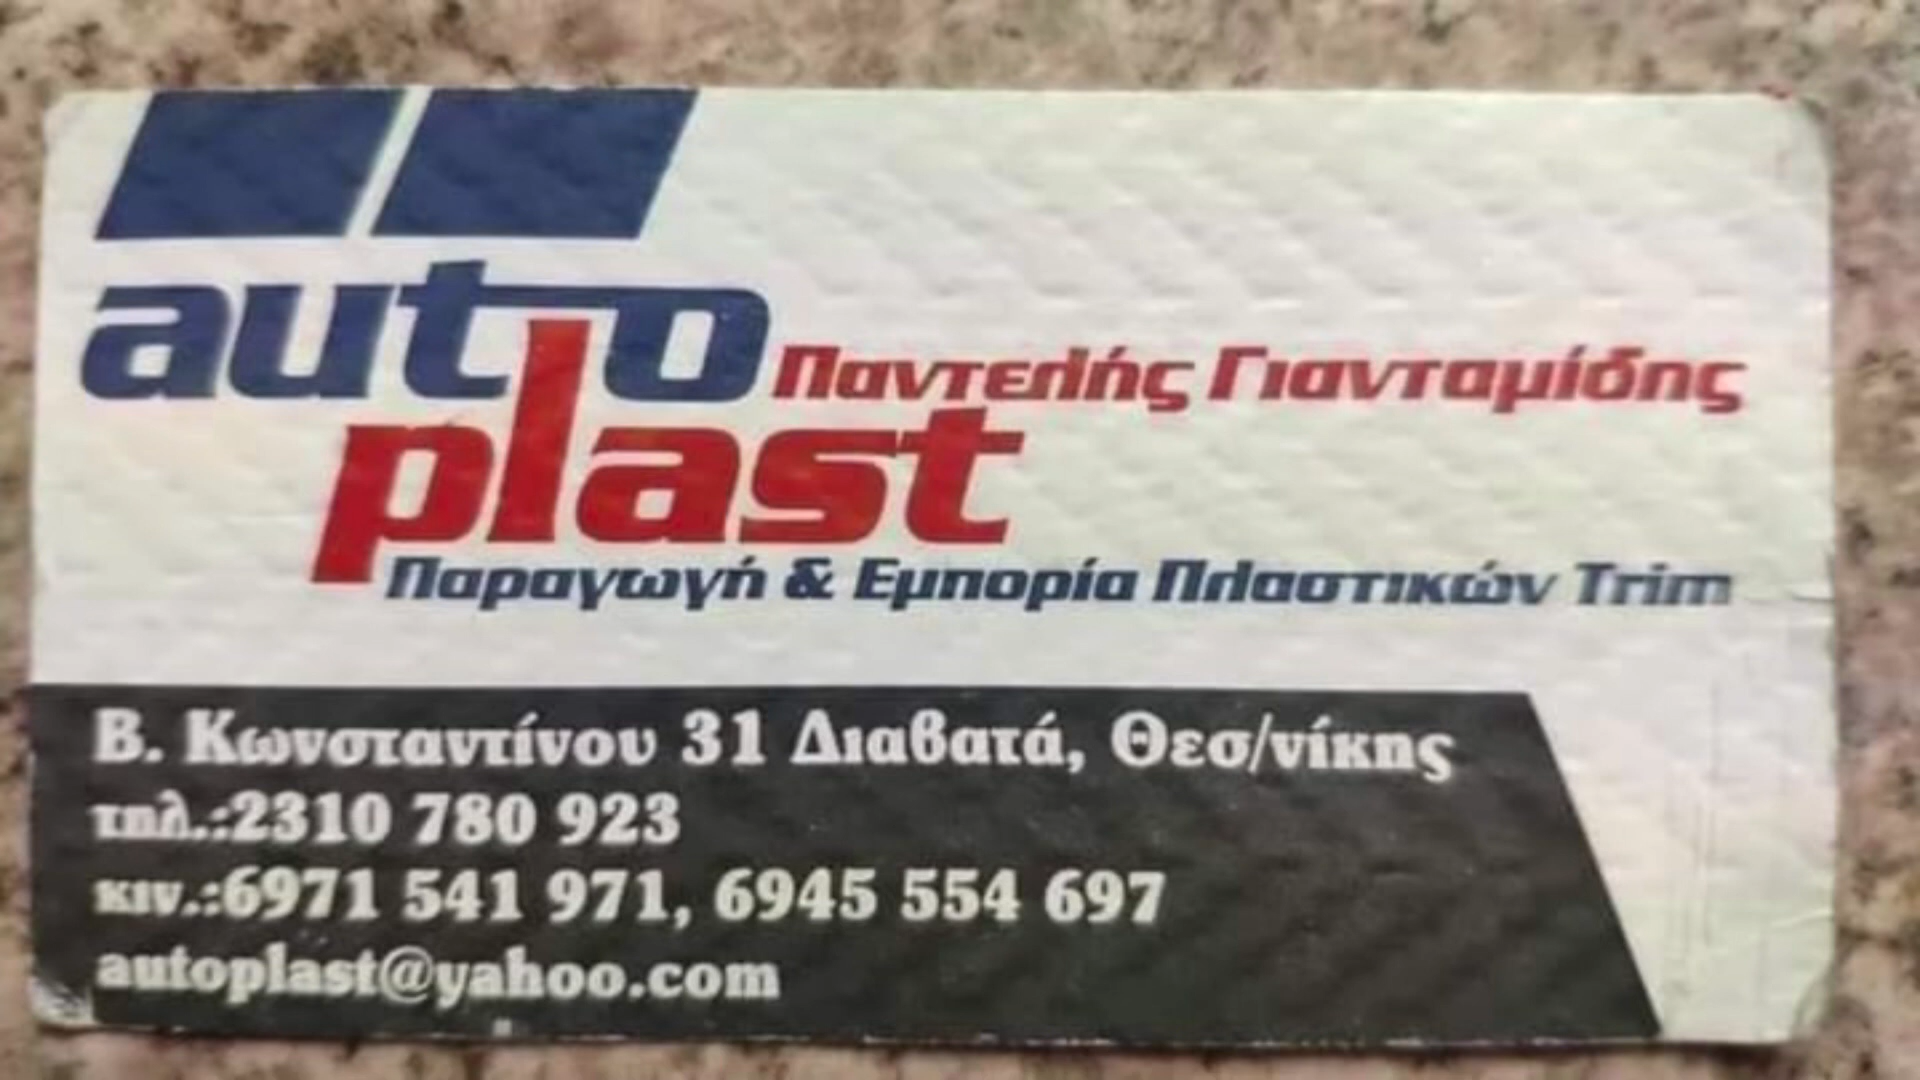 auto
Παντελής Γιανταμίδης
plast
Παραγωγή & Εμπορία Πλαστικών Trim
Β. Κωνσταντίνου 31 Διαβατά, Θεσ/νίκης
τηλ.:2310 780 923
κιν.:6971 541 971, 6945 554 697
autoplast@yahoo.com